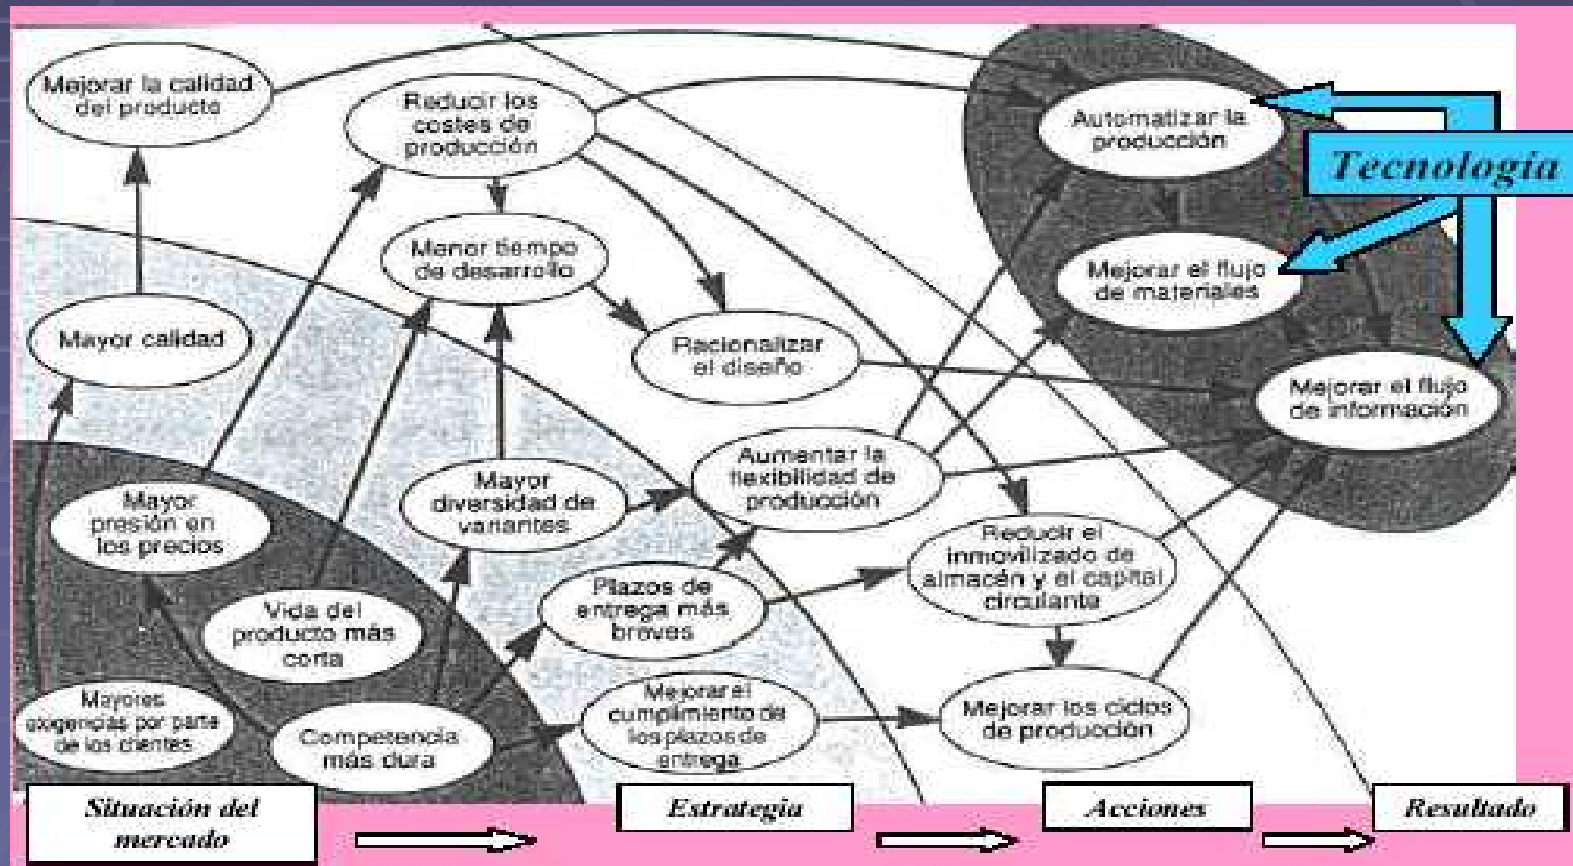 Mejorar la calidad
del producto
Reducir los
costes de
producción
Automatizar la
producción
Tecnología
Menor tiempo
de desarrollo
Mejorar el flujo
de materiales
Mayor calidad
Racionalizar
el diseño
Mejorar el flujo
de información
Aumentar la
flexibilidad de
producción
Mayor
diversidad de
variantes
Mayor
presión en
los precios
Reducir el
inmovilizado de
almacén y el capital
circulante
Plazos de
entrega más
breves
Vida del
producto más
corta
Mayores
exigencias por parte
de los clientes
Competencia
más dura
Mejorar el
cumplimiento de
los plazos de
entrega
Mejorar los ciclos
de producción
Situación del
mercado
Estrategia
Acciones
Resultado